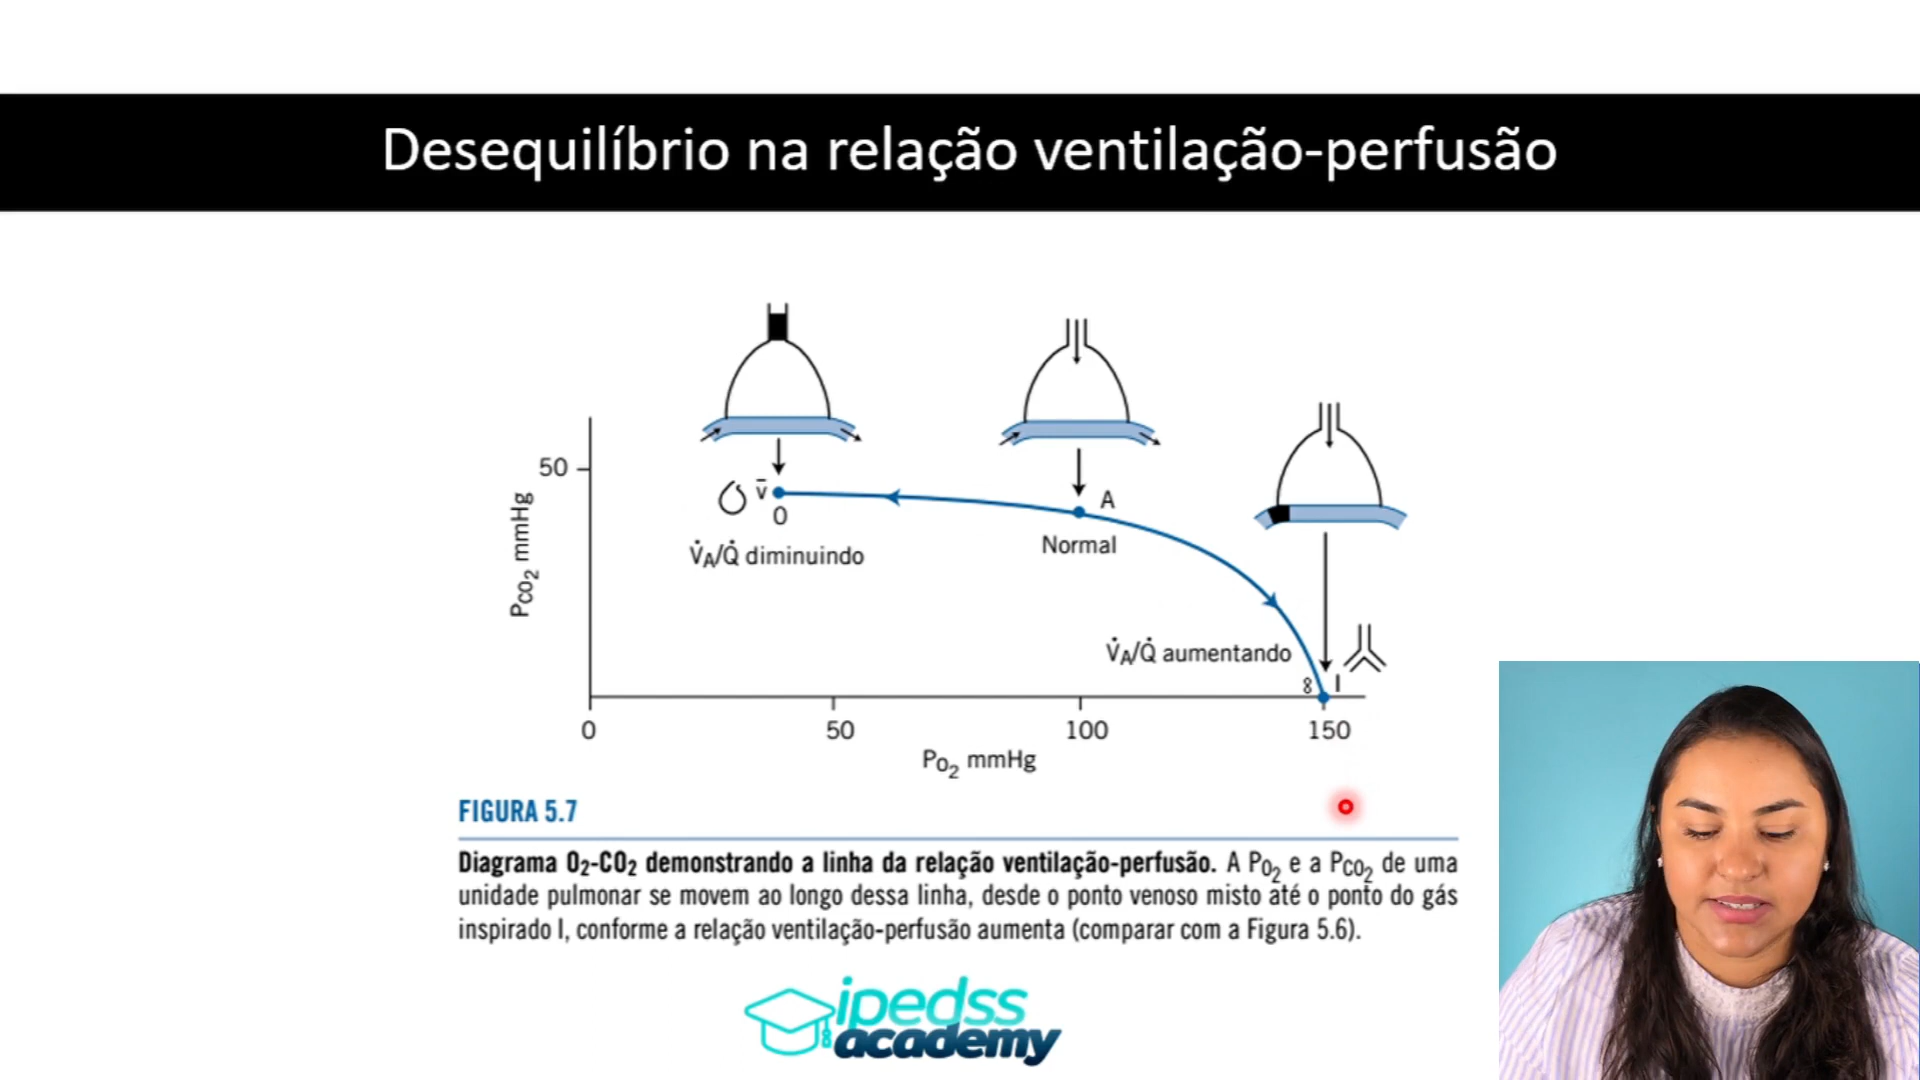 Desequilíbrio na relação ventilação-perfusão
50
v̄
O
A
Normal
V̇A/Q̇ diminuindo
PCO2 mmHg
V̇A/Q̇ aumentando
∞
I
0
50
100
150
PO2 mmHg
FIGURA 5.7
Diagrama O2-CO2 demonstrando a linha da relação ventilação-perfusão. A PO2 e a PCO2 de uma
unidade pulmonar se movem ao longo dessa linha, desde o ponto venoso misto até o ponto do gás
inspirado I, conforme a relação ventilação-perfusão aumenta (comparar com a Figura 5.6).
ipedss
academy